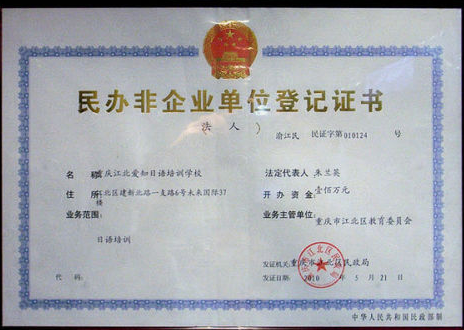 民办非企业单位登记证书
（法人）
渝江民 民证字第010124 号
名 称 重庆江北爱知日语培训学校
住 所 江北区建新北路一支路6号未来国际37楼
业务范围
日语培训
代码：
法定代表人 朱兰英
开办资金 壹佰万元
业务主管单位： 重庆市江北区教育委员会
发证机关： 重庆市江北区民政局
发证日期： 2010 年 5 月 21 日
中华人民共和国民政部制